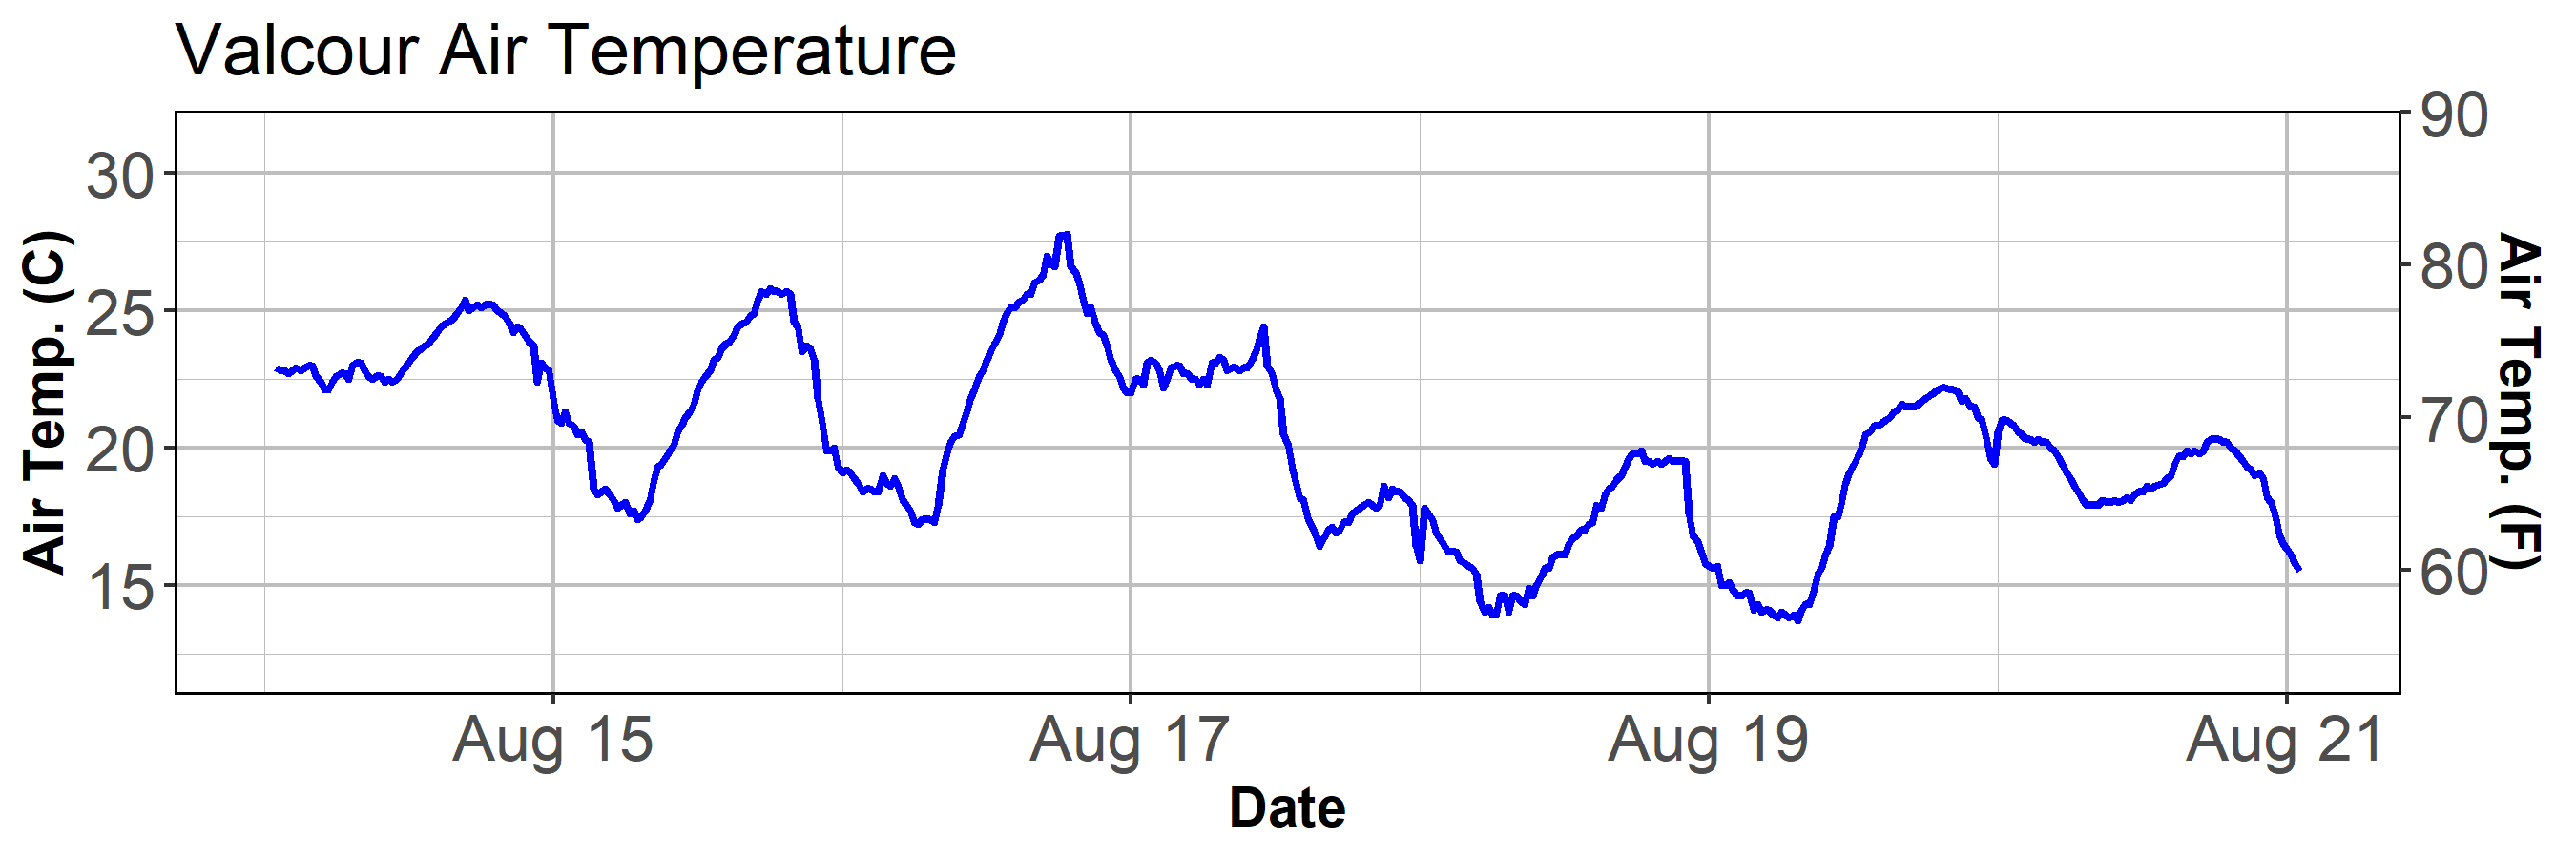 Valcour Air Temperature
Air Temp. (C)
30
25
20
15
90
80
70
60
Air Temp. (F)
Aug 15
Aug 17
Aug 19
Aug 21
Date